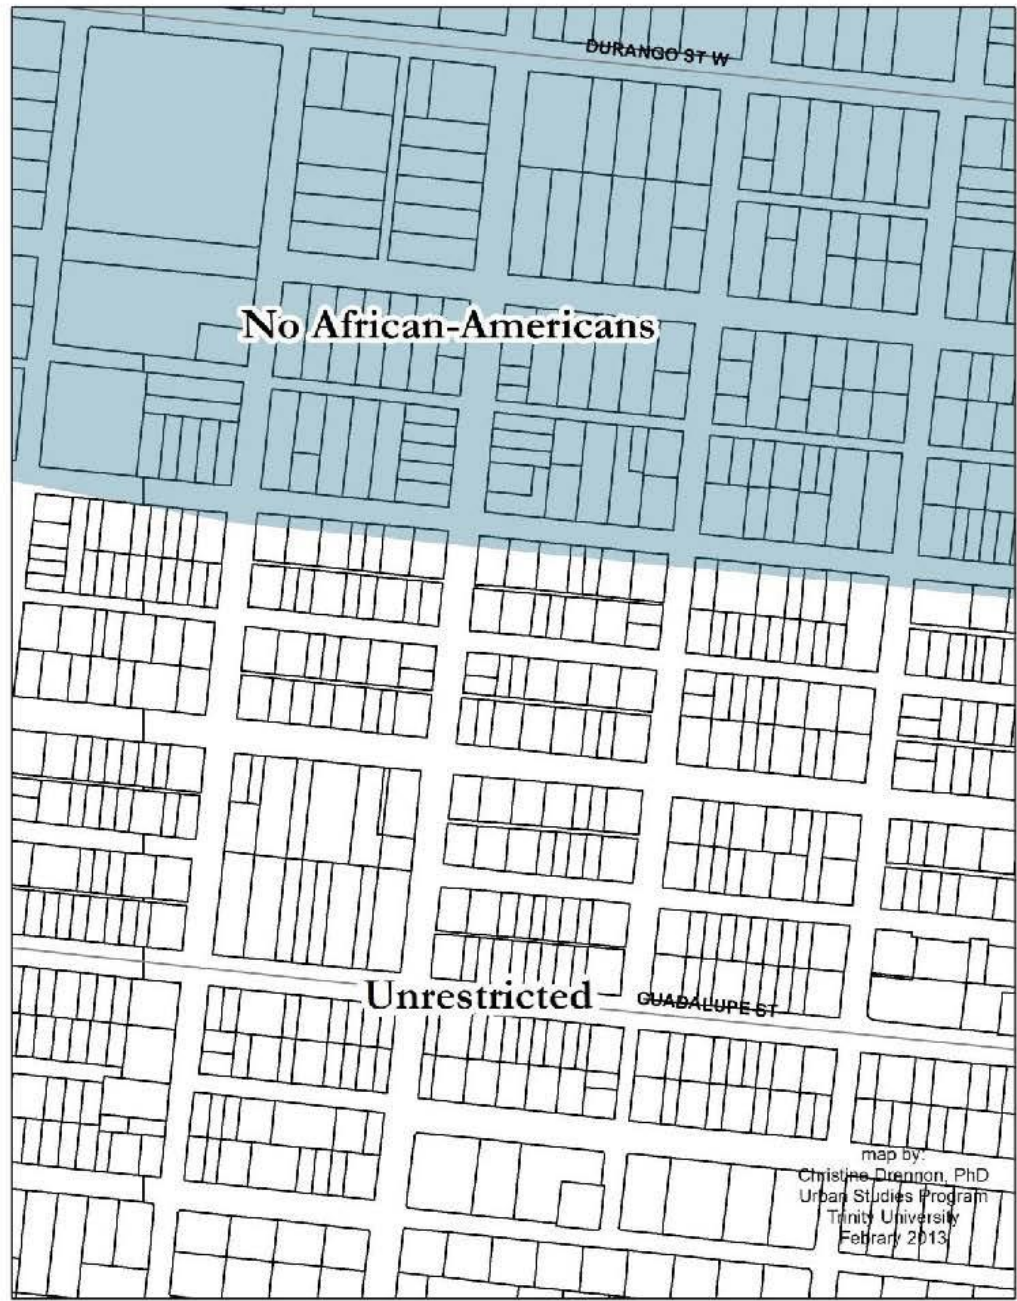 DURANGO ST W
No African-Americans
Unrestricted
GUADALUPE ST
map by:
Christine Drennon, PhD
Urban Studies Program
Trinity University
Febrary 2013